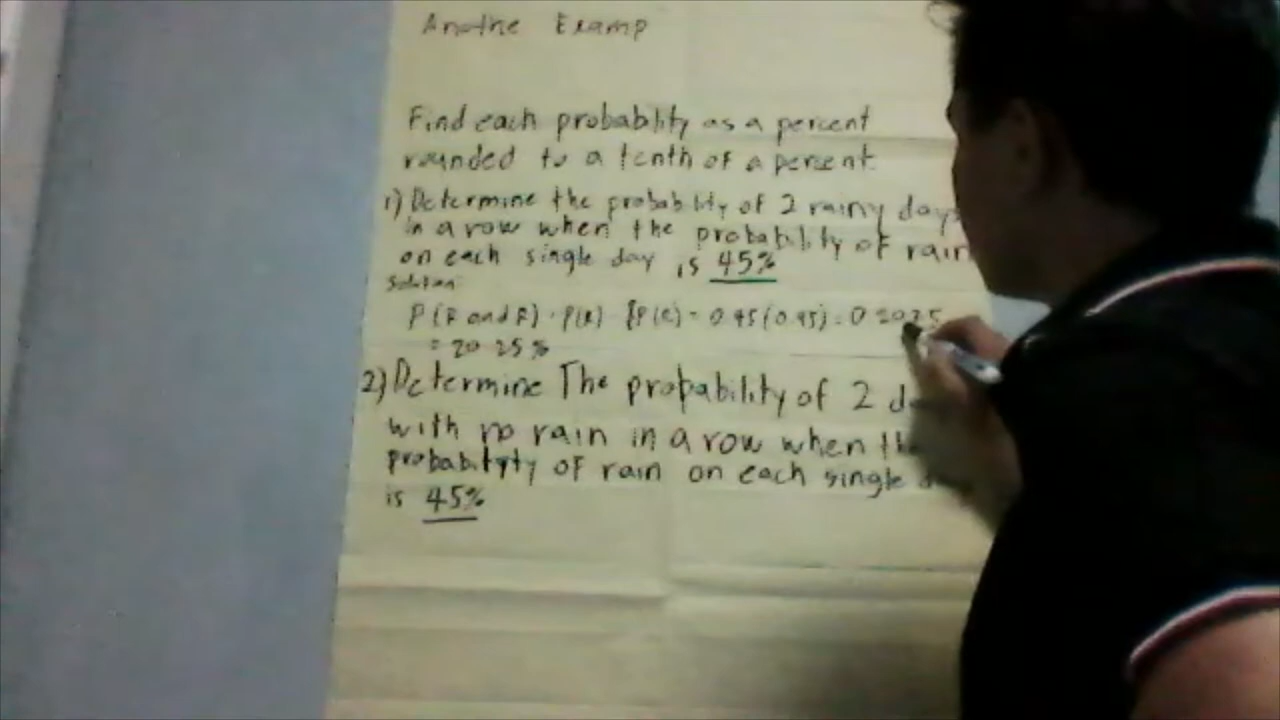 Anothe Examp
Find each probablity as a percent
rounded to a tenth of a percent.
1) Determine the probability of 2 rainy days
in a row when the probability of rain
on each single day is 45%
Solution:
P(R and R) = P(R) · P(R) = 0.45(0.45) = 0.2025
= 20.25%
2) Determine The probability of 2
with no rain in a row when
probabityty of rain on each single
is 45%